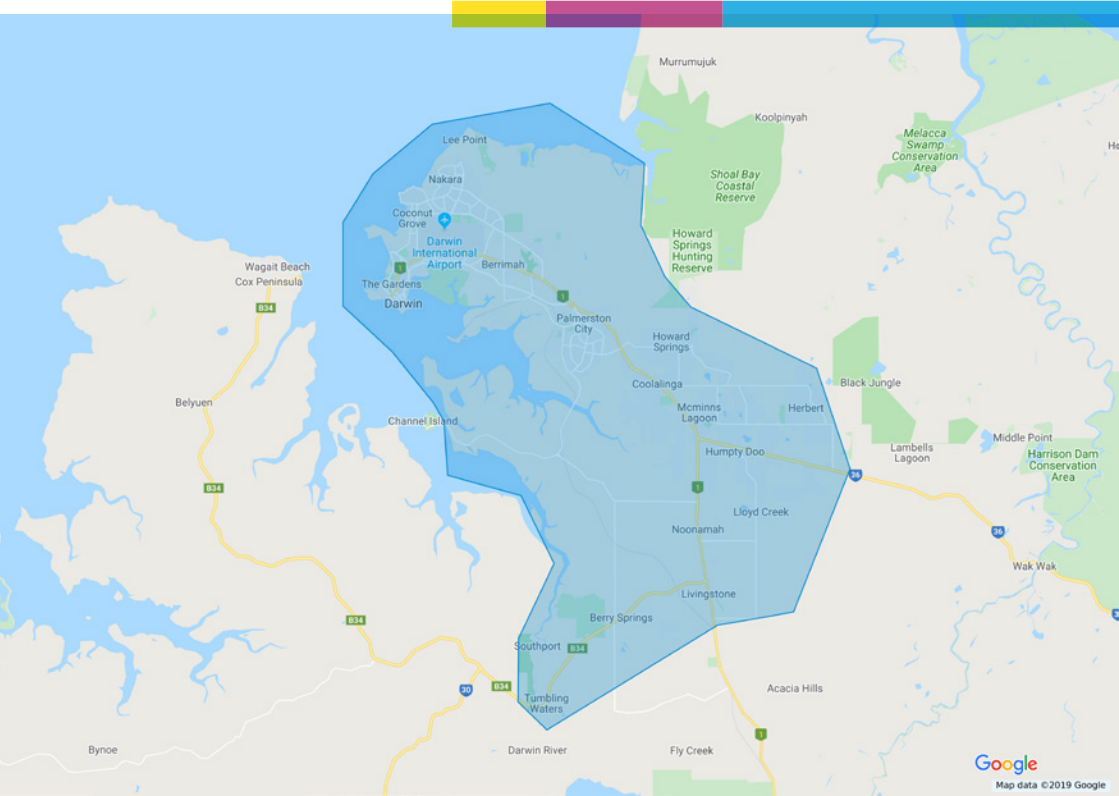 Murrumujuk
Koolpinyah
Melacca
Swamp
Conservation
Area
Ha
Lee Point
Nakara
Shoal Bay
Coastal
Reserve
Coconut
Grove
Darwin
International
Airport
Howard
Springs
Hunting
Reserve
Berrimah
Wagait Beach
Cox Peninsula
1
The Gardens
Darwin
B34
1
Palmerston
City
Howard
Springs
Coolalinga
Black Jungle
Belyuen
Mcminns
Lagoon
Herbert
Channel Island
Middle Point
Humpty Doo
Lambells
Lagoon
Harrison Dam
Conservation
Area
36
B34
1
Lloyd Creek
Noonamah
36
Wak Wak
Livingstone
3
Berry Springs
B34
Southport
B34
30
B34
Tumbling
Waters
Acacia Hills
1
Bynoe
Darwin River
Fly Creek
Google
Map data ©2019 Google